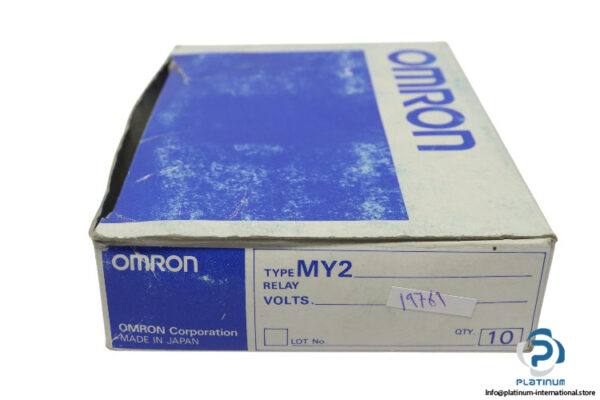 OMRON
OMRON
OMRON Corporation
MADE IN JAPAN
TYPE MY2
RELAY
VOLTS.
19761
LOT No.
QTY. 10
PLATINUM
Info@platinum-international.store